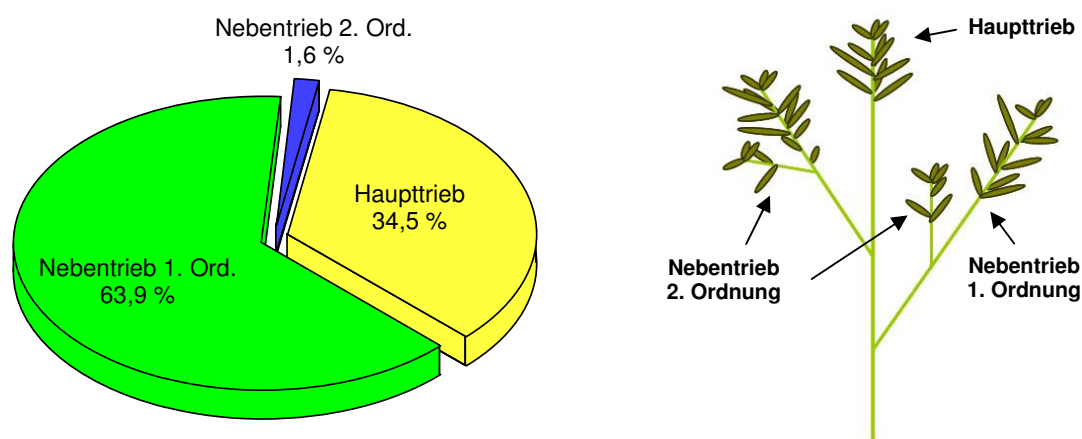 Nebentrieb 2. Ord.
1,6 %
Haupttrieb
34,5 %
Nebentrieb 1. Ord.
63,9 %
Haupttrieb
Nebentrieb
2. Ordnung
Nebentrieb
1. Ordnung